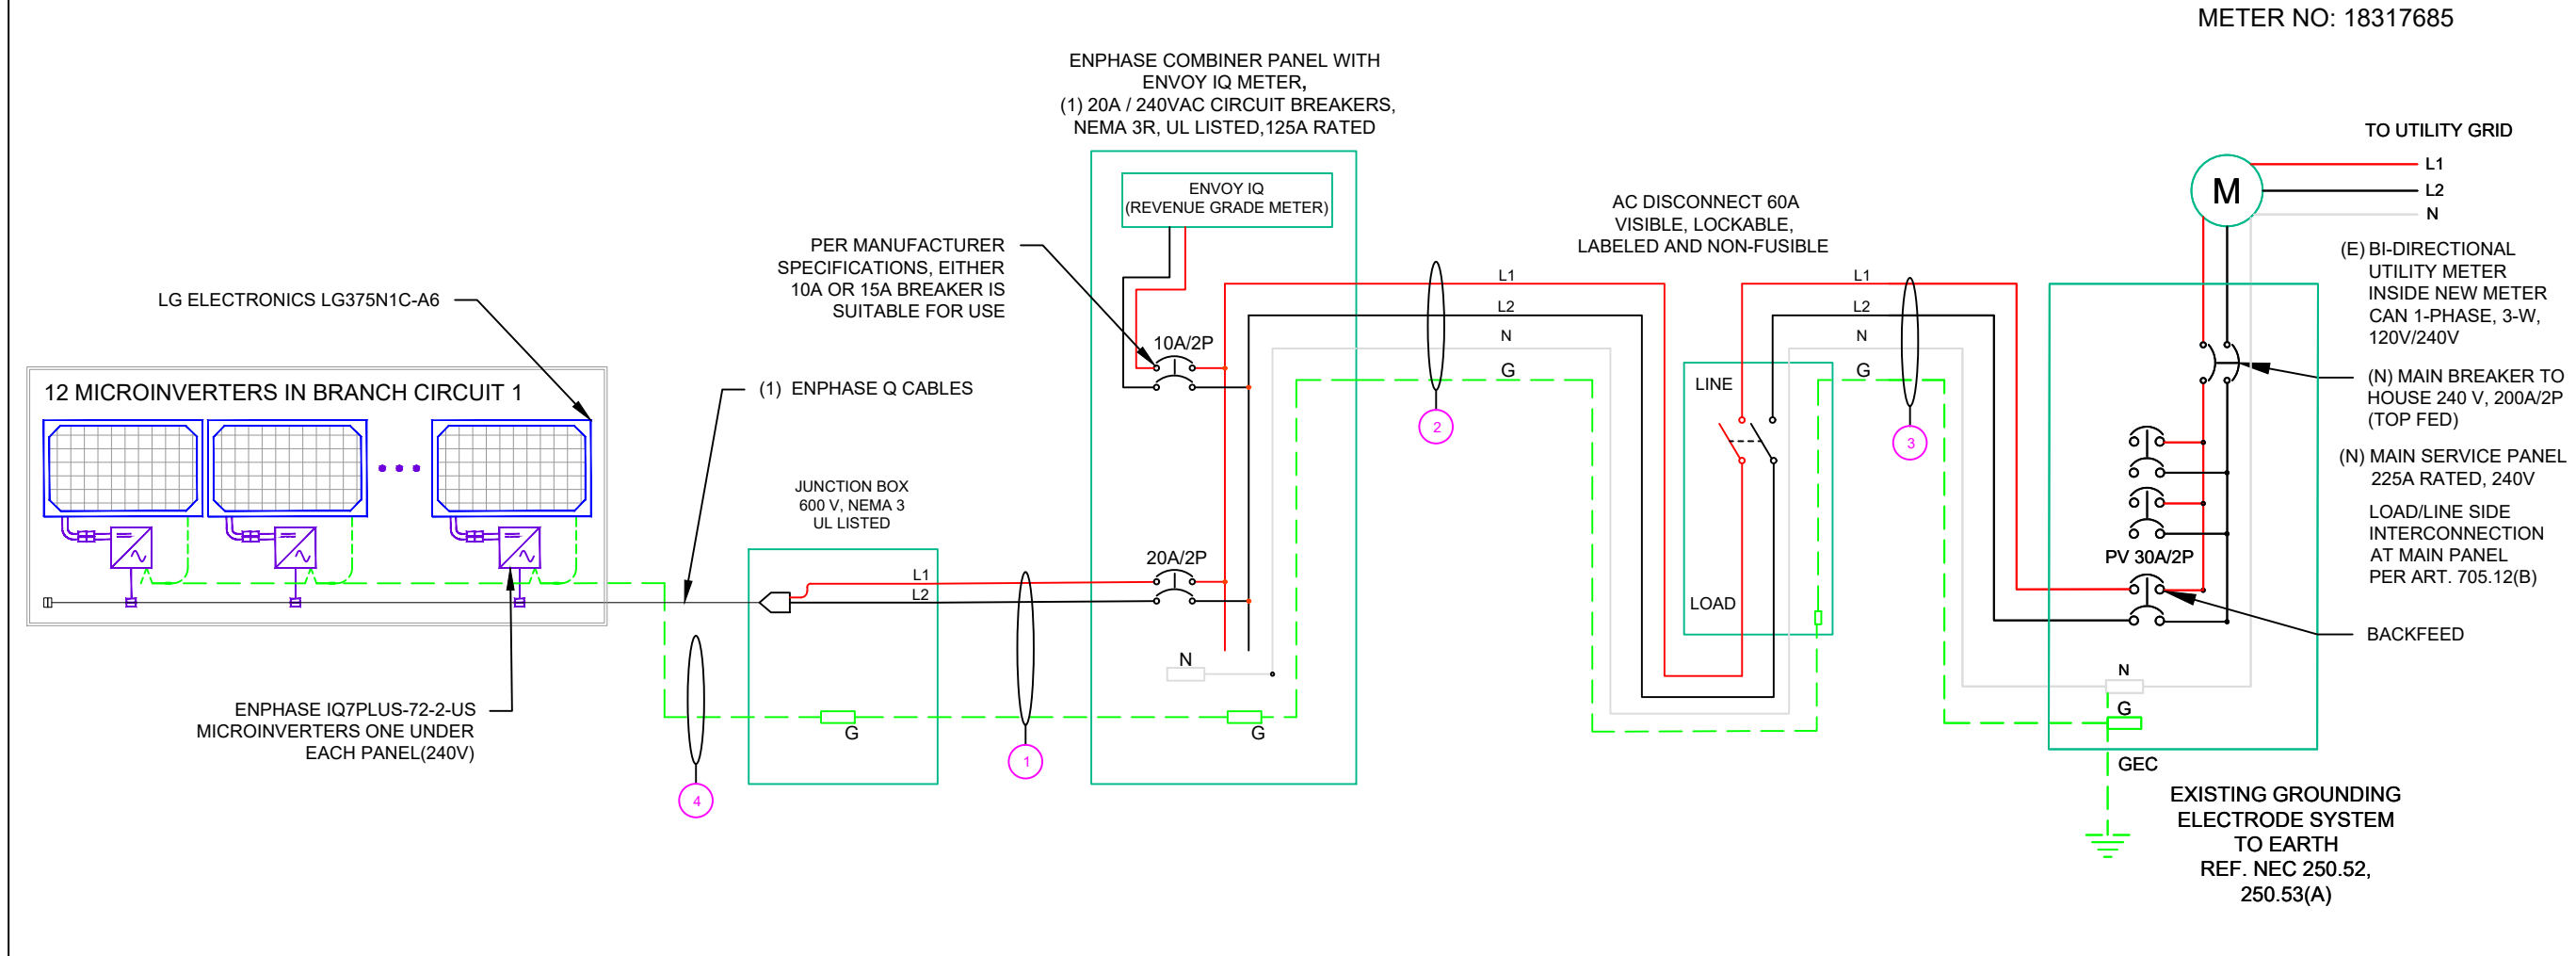 METER NO: 18317685
ENPHASE COMBINER PANEL WITH
ENVOY IQ METER,
(1) 20A / 240VAC CIRCUIT BREAKERS,
NEMA 3R, UL LISTED,125A RATED
TO UTILITY GRID
L1
L2
N
M
ENVOY IQ
(REVENUE GRADE METER)
AC DISCONNECT 60A
VISIBLE, LOCKABLE,
LABELED AND NON-FUSIBLE
PER MANUFACTURER
SPECIFICATIONS, EITHER
10A OR 15A BREAKER IS
SUITABLE FOR USE
(E) BI-DIRECTIONAL
UTILITY METER
INSIDE NEW METER
CAN 1-PHASE, 3-W,
120V/240V
LG ELECTRONICS LG375N1C-A6
L1
L2
N
G
L1
L2
N
G
10A/2P
12 MICROINVERTERS IN BRANCH CIRCUIT 1
(1) ENPHASE Q CABLES
LINE
LOAD
2
3
(N) MAIN BREAKER TO
HOUSE 240 V, 200A/2P
(TOP FED)
(N) MAIN SERVICE PANEL
225A RATED, 240V
LOAD/LINE SIDE
INTERCONNECTION
AT MAIN PANEL
PER ART. 705.12(B)
JUNCTION BOX
600 V, NEMA 3
UL LISTED
20A/2P
PV 30A/2P
L1
L2
BACKFEED
N
N
G
ENPHASE IQ7PLUS-72-2-US
MICROINVERTERS ONE UNDER
EACH PANEL(240V)
G
G
1
4
GEC
EXISTING GROUNDING
ELECTRODE SYSTEM
TO EARTH
REF. NEC 250.52,
250.53(A)